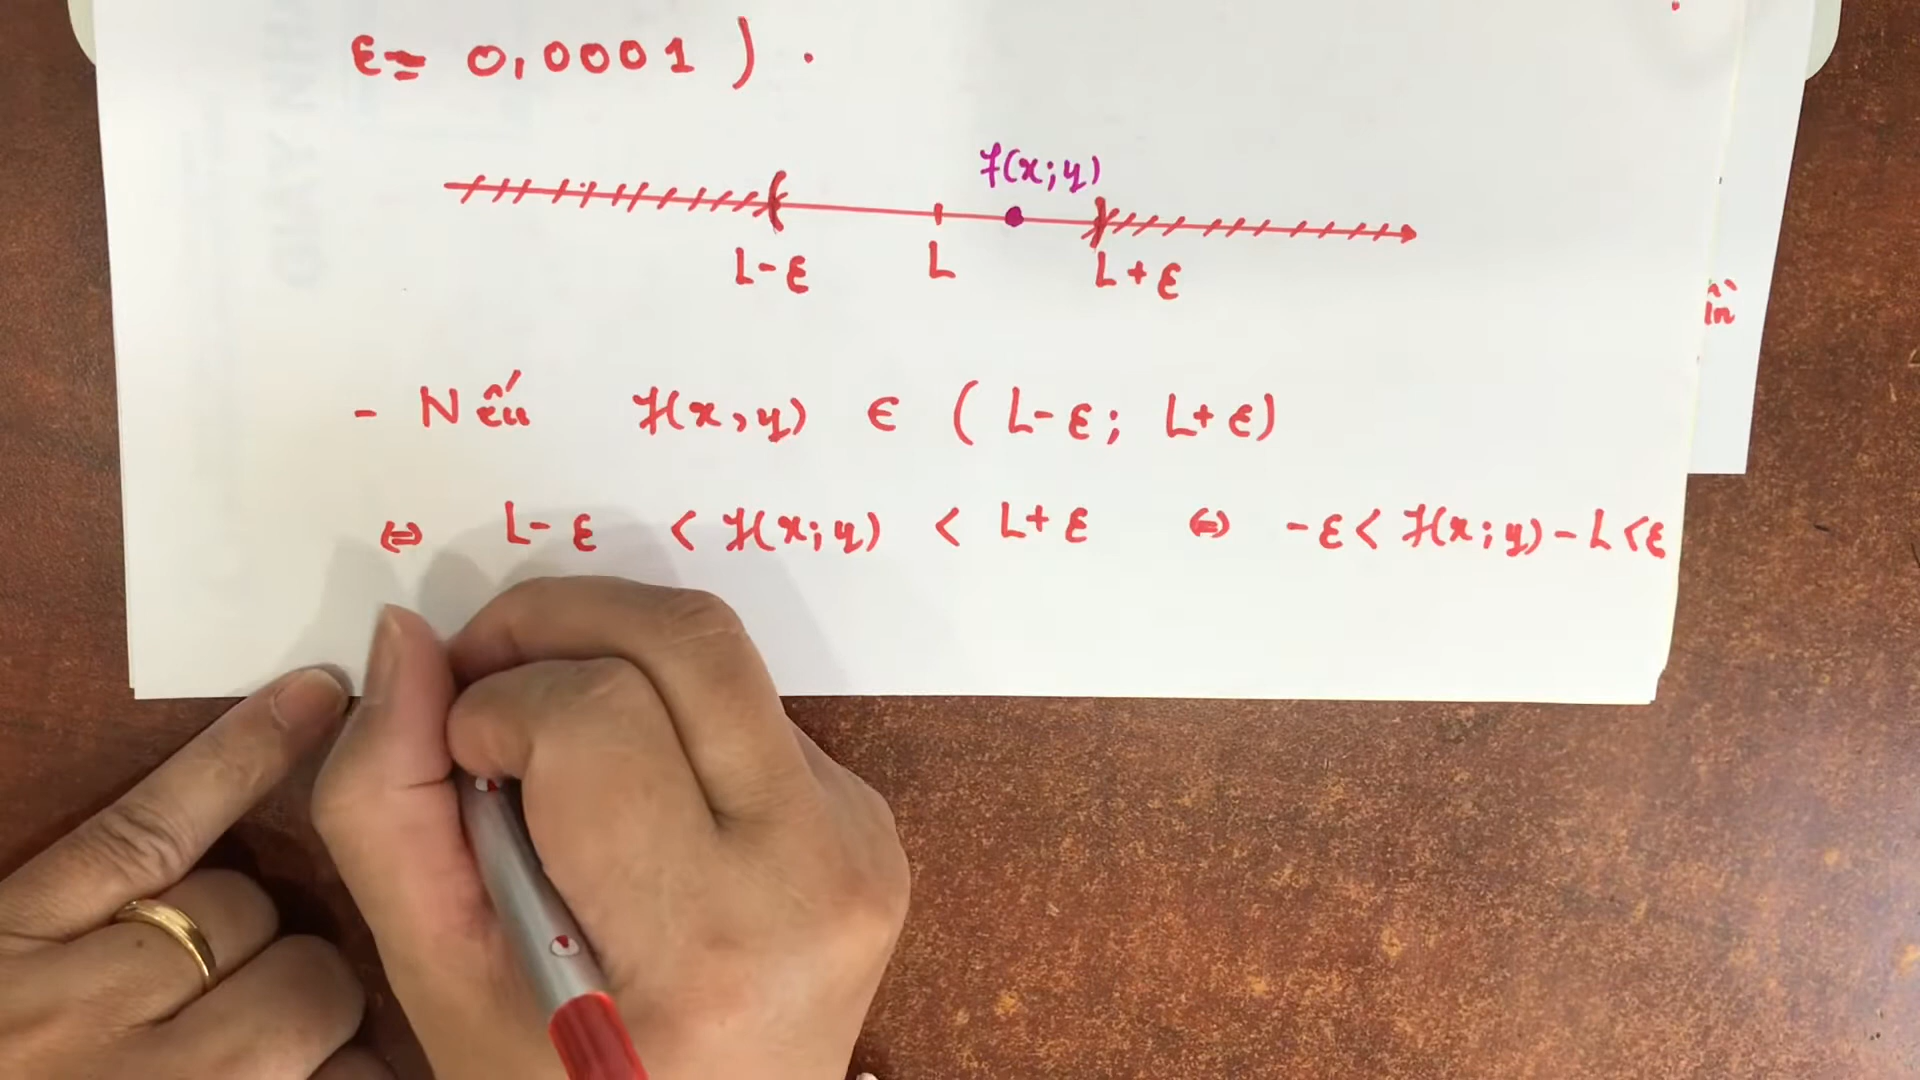 ε = 0,0001 ) .
f(x;y)
L-ε L L+ε
- Nếu f(x,y) ∈ ( L-ε; L+ε)
⇔ L-ε < f(x;y) < L+ε ⇔ -ε< f(x;y)-L<ε